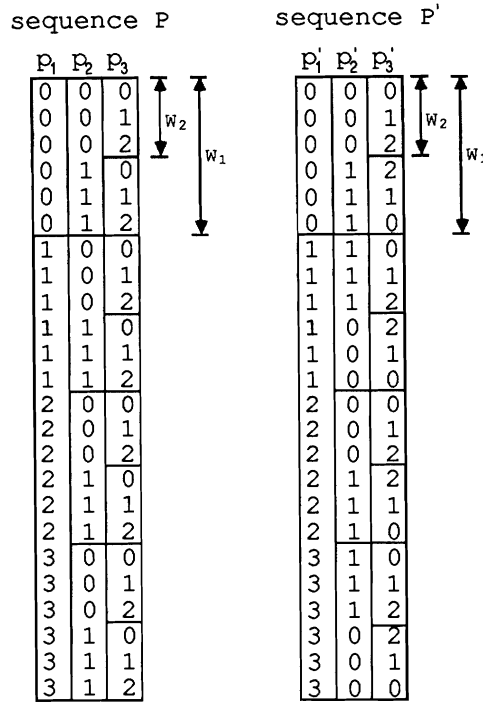 sequence P sequence P'
p1 p2 p3 p1' p2' p3'
0 0 0 0 0 0
0 0 1 W2 0 0 1 W2
0 0 2 W1 0 0 2 W1
0 1 0 0 1 2
0 1 1 0 1 1
0 1 2 0 1 0
1 0 0 1 1 0
1 0 1 1 1 1
1 0 2 1 1 2
1 1 0 1 0 2
1 1 1 1 0 1
1 1 2 1 0 0
2 0 0 2 0 0
2 0 1 2 0 1
2 0 2 2 0 2
2 1 0 2 1 2
2 1 1 2 1 1
2 1 2 2 1 0
3 0 0 3 1 0
3 0 1 3 1 1
3 0 2 3 1 2
3 1 0 3 0 2
3 1 1 3 0 1
3 1 2 3 0 0